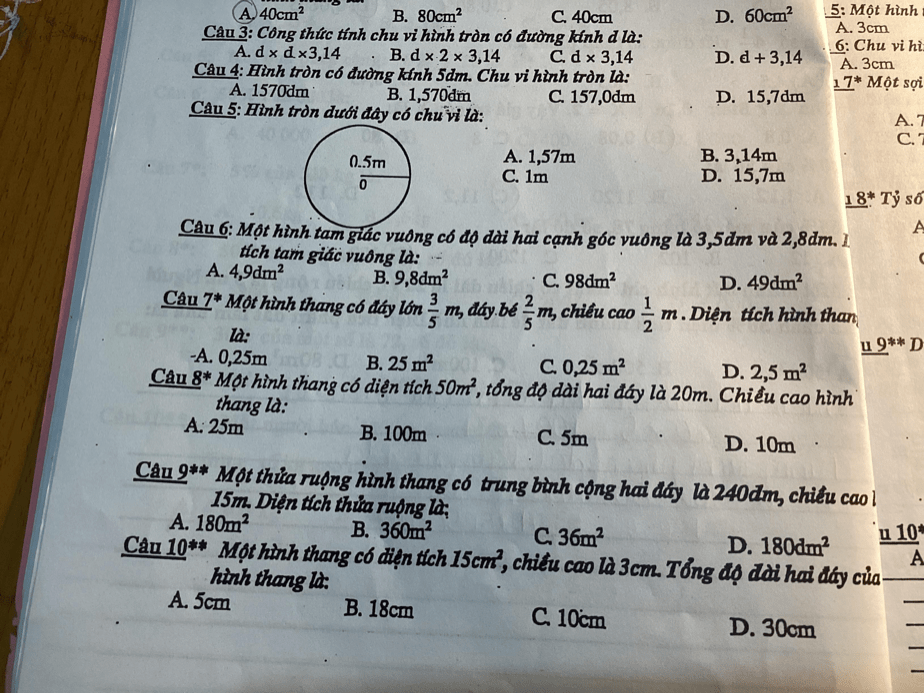 A. 40cm² B. 80cm² C. 40cm D. 60cm²
Câu 3: Công thức tính chu vi hình tròn có đường kính d là:
A. d × d ×3,14 B. d × 2 × 3,14 C. d × 3,14 D. d + 3,14
Câu 4: Hình tròn có đường kính 5dm. Chu vi hình tròn là:
A. 1570dm B. 1,570dm C. 157,0dm D. 15,7dm
Câu 5: Hình tròn dưới đây có chu vi là:
0.5m
0
A. 1,57m B. 3,14m
C. 1m D. 15,7m
Câu 6: Một hình tam giác vuông có độ dài hai cạnh góc vuông là 3,5dm và 2,8dm.
tích tam giác vuông là:
A. 4,9dm² B. 9,8dm² C. 98dm² D. 49dm²
Câu 7* Một hình thang có đáy lớn 3/5 m, đáy bé 2/5 m, chiều cao 1/2 m . Diện tích hình than
là:
-A. 0,25m B. 25 m² C. 0,25 m² D. 2,5 m²
Câu 8* Một hình thang có diện tích 50m², tổng độ dài hai đáy là 20m. Chiều cao hình
thang là:
A. 25m B. 100m C. 5m D. 10m
Câu 9** Một thửa ruộng hình thang có trung bình cộng hai đáy là 240dm, chiều cao
15m. Diện tích thửa ruộng là:
A. 180m² B. 360m² C. 36m² D. 180dm²
Câu 10** Một hình thang có diện tích 15cm², chiều cao là 3cm. Tổng độ dài hai đáy của
hình thang là:
A. 5cm B. 18cm C. 10cm D. 30cm
5: Một hình
A. 3cm
6: Chu vi hì
A. 3cm
7* Một sợi
A. 7
C.
8* Tỷ số
A
u 9** D
u 10*
A